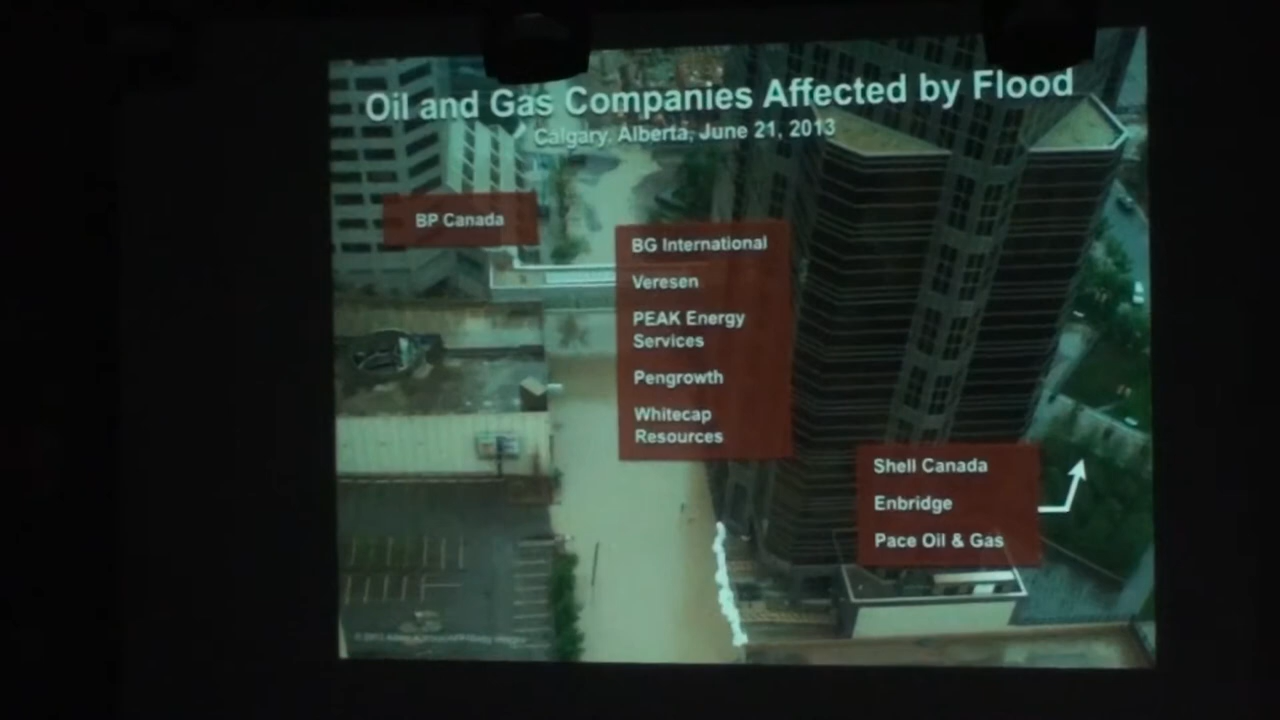 Oil and Gas Companies Affected by Flood
Calgary, Alberta, June 21, 2013
BP Canada
BG International
Veresen
PEAK Energy
Services
Pengrowth
Whitecap
Resources
Shell Canada
Enbridge
Pace Oil & Gas